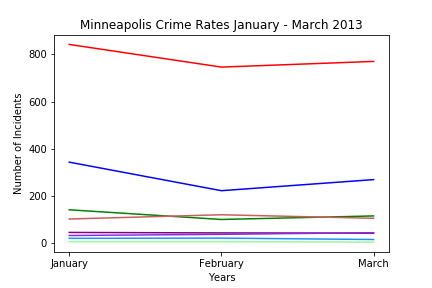 Minneapolis Crime Rates January - March 2013
Number of Incidents
800
600
400
200
0
January February March
Years